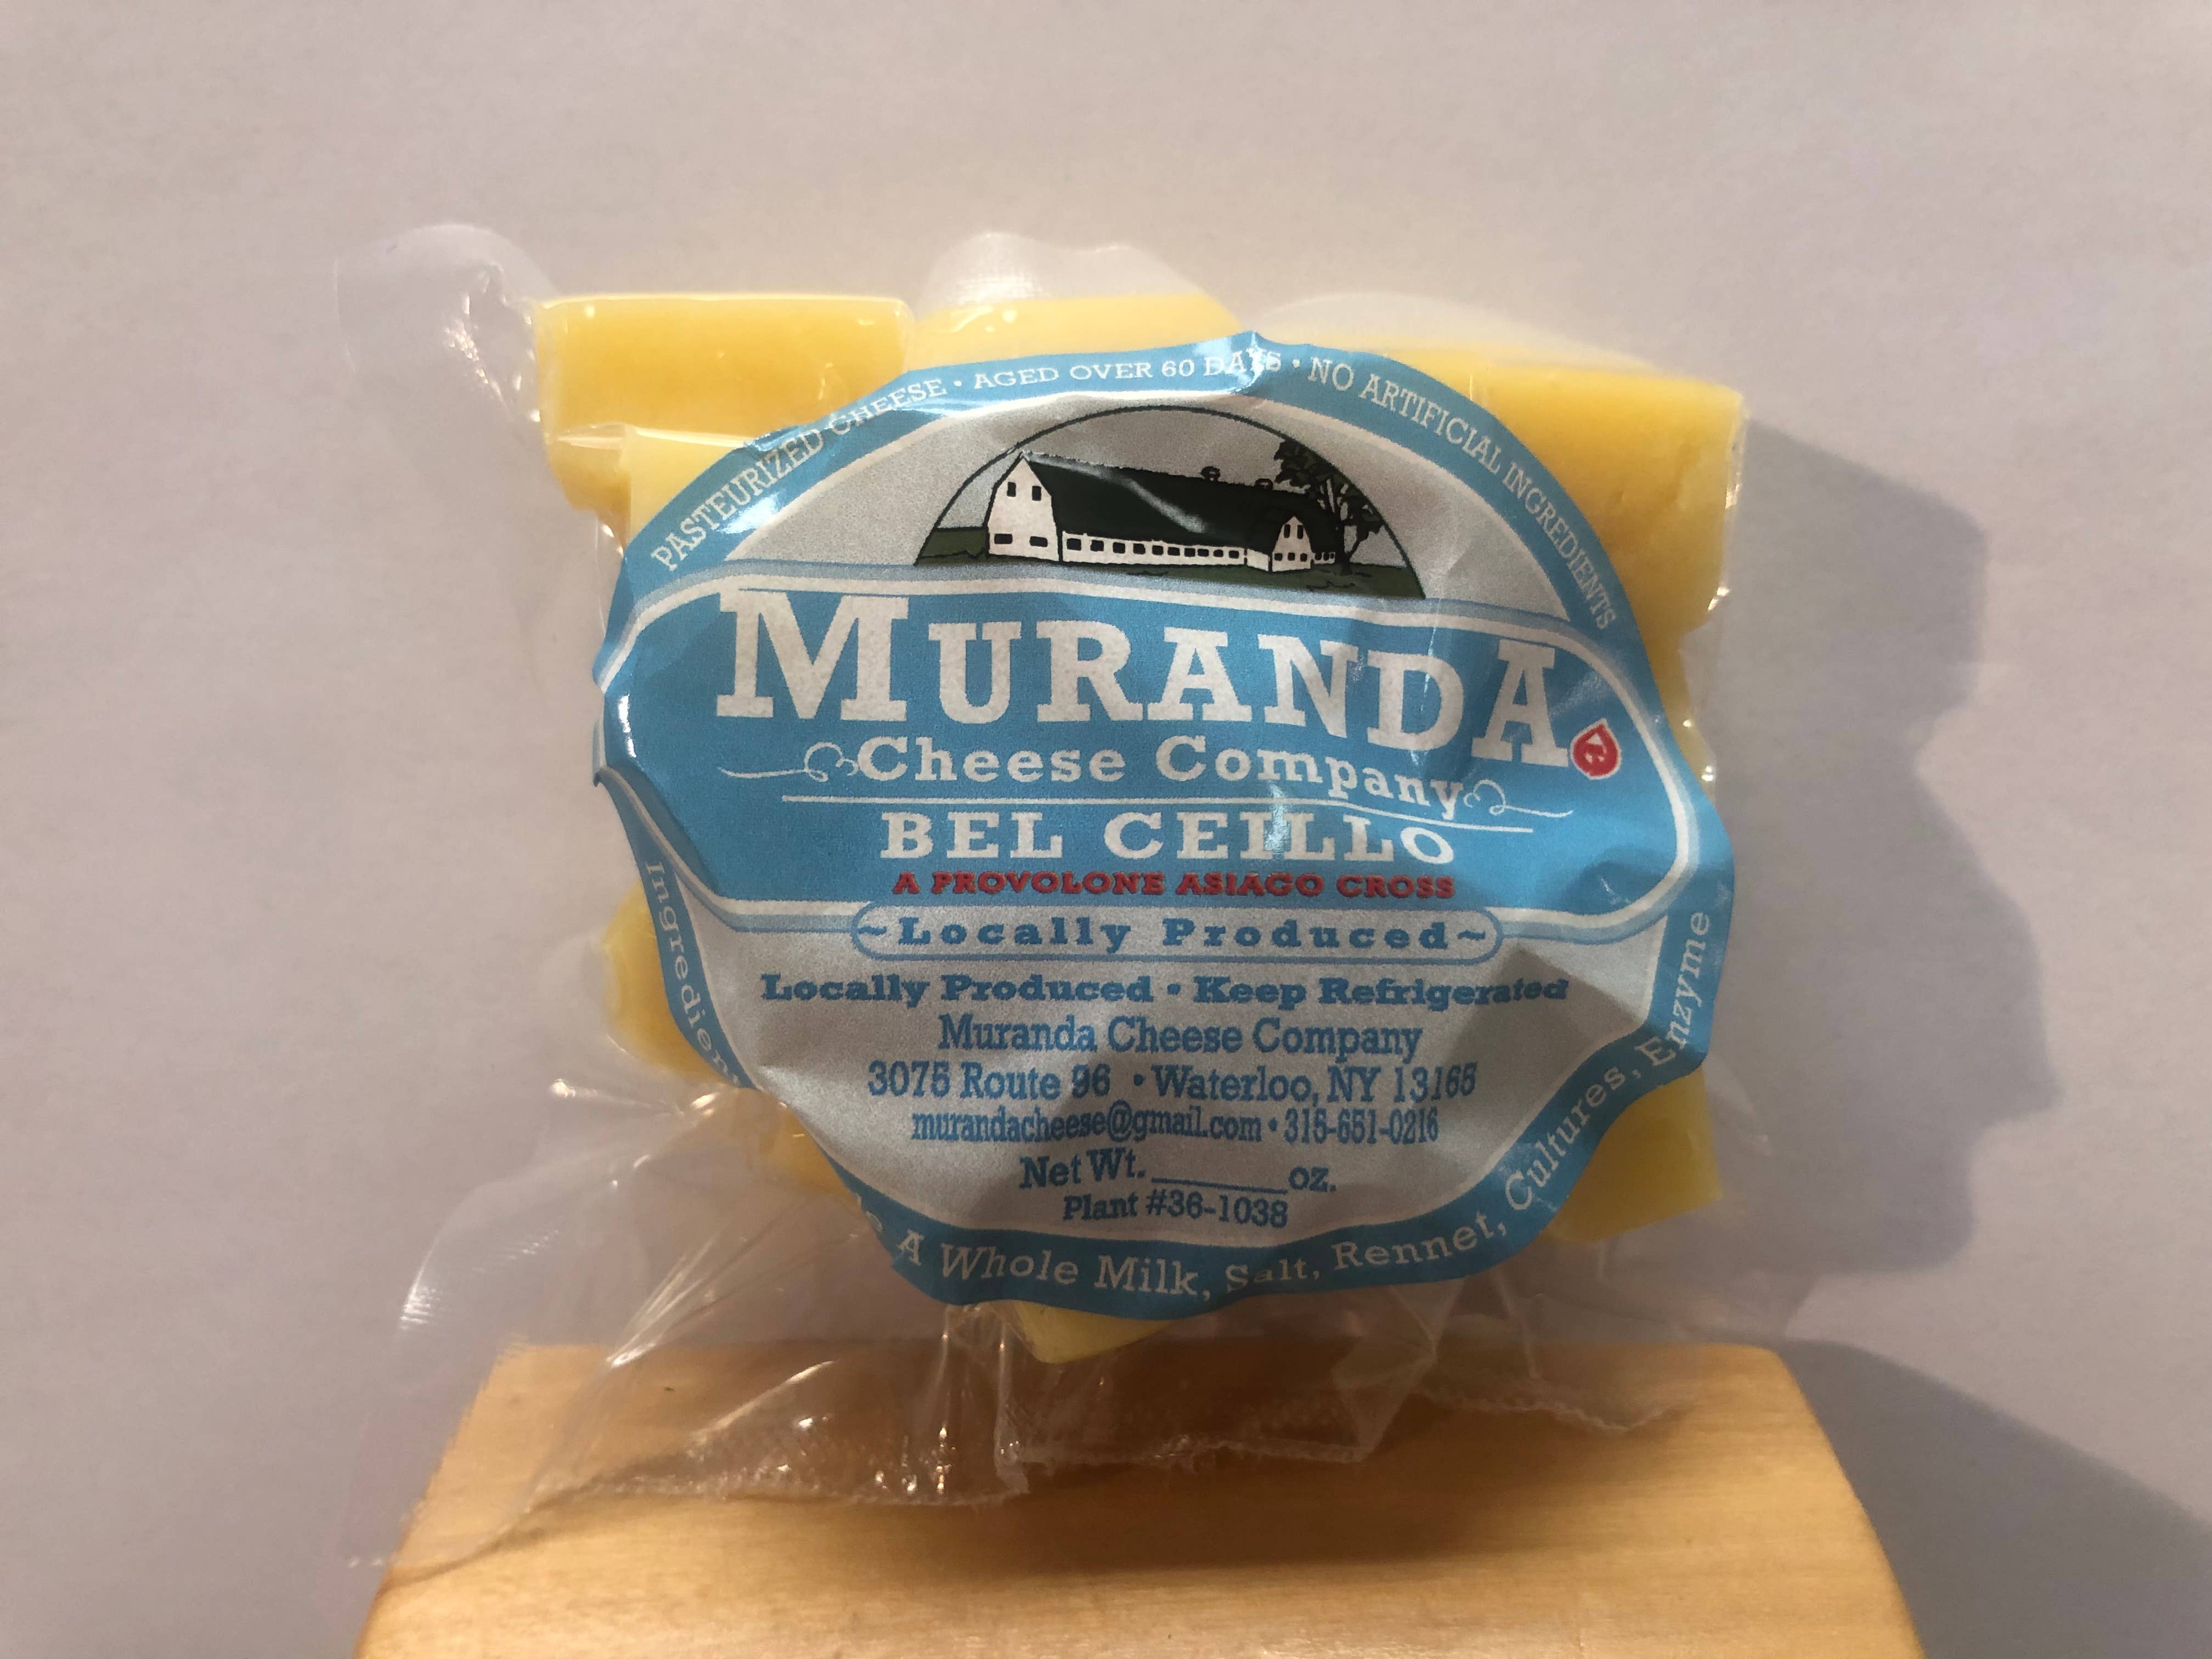 PASTEURIZED CHEESE • AGED OVER 60 DAYS • NO ARTIFICIAL INGREDIENTS
MURANDA
e
Cheese Company
BEL CEILLO
A PROVOLONE ASIAGO CROSS
~Locally Produced~
Locally Produced • Keep Refrigerated
Muranda Cheese Company
3075 Route 96 • Waterloo, NY 13165
murandacheese@gmail.com • 315-651-0216
Net Wt. ______ oz.
Plant #36-1038
A Whole Milk, Salt, Rennet, Cultures, Enzyme